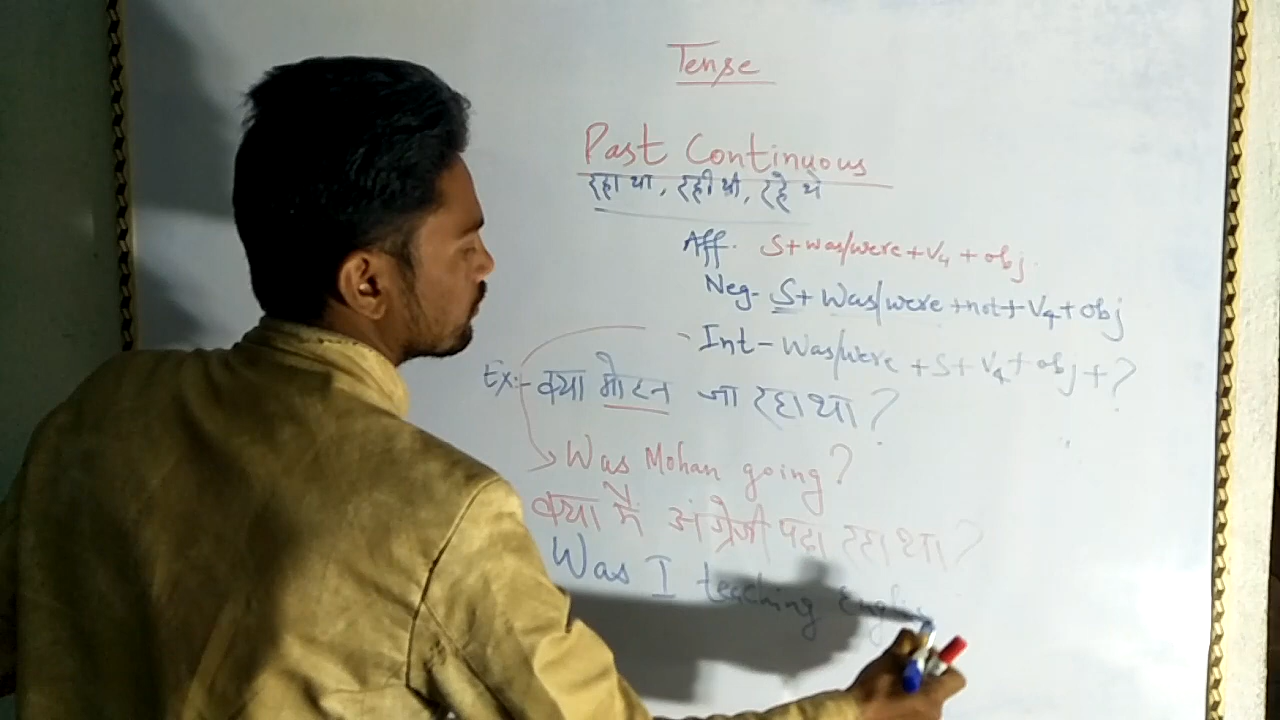 Tense
Past Continuous
रहा था, रही थी, रहे थे
Aff. S+was/were+V4+obj.
Neg- S+was/were+not+V4+obj
- Int-Was/were+S+V4+obj+?
Ex:- क्या मोहन जा रहा था?
Was Mohan going?
क्या मैं अंग्रेजी पढ़ा रहा था?
Was I teaching Englis